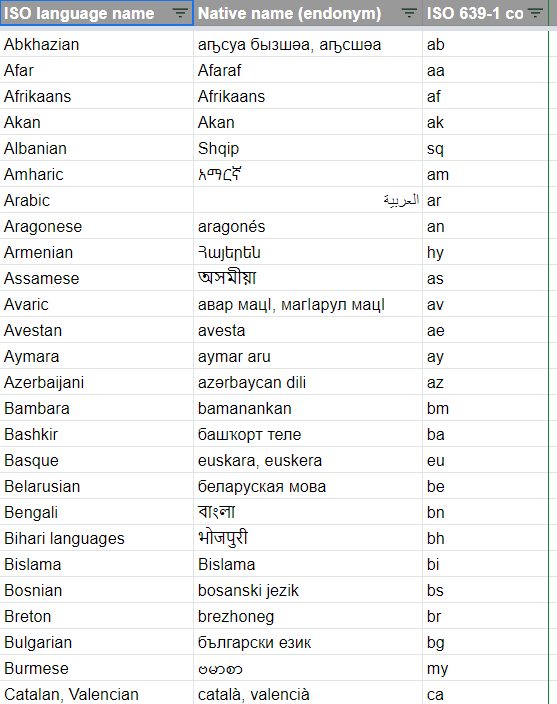 ISO language name Native name (endonym) ISO 639-1 co
Abkhazian аҧсуа бызшәа, аҧсшәа ab
Afar Afaraf aa
Afrikaans Afrikaans af
Akan Akan ak
Albanian Shqip sq
Amharic አማርኛ am
Arabic العربية ar
Aragonese aragonés an
Armenian Հայերեն hy
Assamese অসমীয়া as
Avaric авар мацӀ, магӀарул мацӀ av
Avestan avesta ae
Aymara aymar aru ay
Azerbaijani azərbaycan dili az
Bambara bamanankan bm
Bashkir башҡорт теле ba
Basque euskara, euskera eu
Belarusian беларуская мова be
Bengali বাংলা bn
Bihari languages भोजपुरी bh
Bislama Bislama bi
Bosnian bosanski jezik bs
Breton brezhoneg br
Bulgarian български език bg
Burmese ဗမာစာ my
Catalan, Valencian català, valencià ca